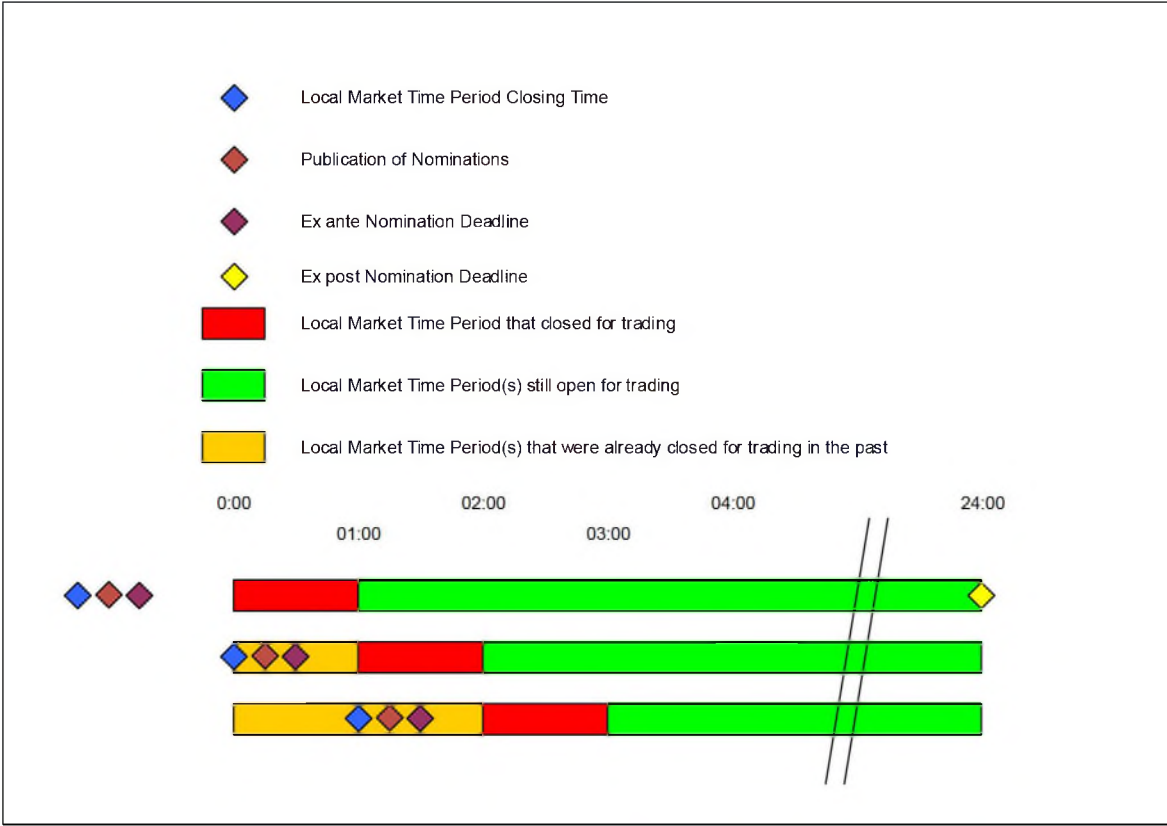 Local Market Time Period Closing Time
Publication of Nominations
Ex ante Nomination Deadline
Ex post Nomination Deadline
Local Market Time Period that closed for trading
Local Market Time Period(s) still open for trading
Local Market Time Period(s) that were already closed for trading in the past
0:00 02:00 04:00 24:00
01:00 03:00